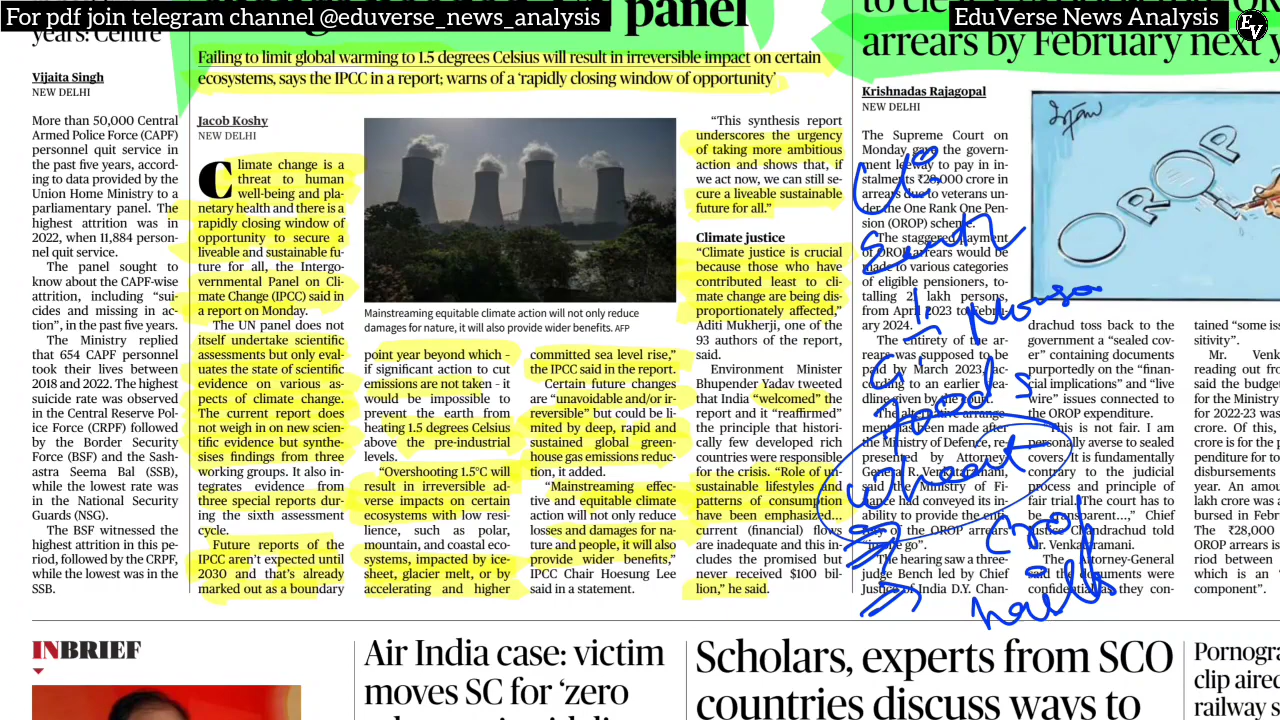 For pdf join telegram channel @eduverse_news_analysis
EduVerse News Analysis
EV
years: Centre
Vijaita Singh
NEW DELHI
More than 50,000 Central
Armed Police Force (CAPF)
personnel quit service in
the past five years, accord-
ing to data provided by the
Union Home Ministry to a
parliamentary panel. The
highest attrition was in
2022, when 11,884 person-
nel quit service.
The panel sought to
know about the CAPF-wise
attrition, including “sui-
cides and missing in ac-
tion”, in the past five years.
The Ministry replied
that 654 CAPF personnel
took their lives between
2018 and 2022. The highest
suicide rate was observed
in the Central Reserve Pol-
ice Force (CRPF) followed
by the Border Security
Force (BSF) and the Sash-
astra Seema Bal (SSB),
while the lowest rate was
in the National Security
Guards (NSG).
The BSF witnessed the
highest attrition in this pe-
riod, followed by the CRPF,
while the lowest was in the
SSB.
panel
Failing to limit global warming to 1.5 degrees Celsius will result in irreversible impact on certain
ecosystems, says the IPCC in a report; warns of a ‘rapidly closing window of opportunity’
Jacob Koshy
NEW DELHI
Climate change is a
threat to human
well-being and pla-
netary health and there is a
rapidly closing window of
opportunity to secure a
liveable and sustainable fu-
ture for all, the Intergo-
vernmental Panel on Cli-
mate Change (IPCC) said in
a report on Monday.
The UN panel does not
itself undertake scientific
assessments but only eval-
uates the state of scientific
evidence on various as-
pects of climate change.
The current report does
not weigh in on new scien-
tific evidence but synthe-
sises findings from three
working groups. It also in-
tegrates evidence from
three special reports dur-
ing the sixth assessment
cycle.
Future reports of the
IPCC aren’t expected until
2030 and that’s already
marked out as a boundary
Mainstreaming equitable climate action will not only reduce
damages for nature, it will also provide wider benefits. AFP
point year beyond which -
if significant action to cut
emissions are not taken - it
would be impossible to
prevent the earth from
heating 1.5 degrees Celsius
above the pre-industrial
levels.
“Overshooting 1.5°C will
result in irreversible ad-
verse impacts on certain
ecosystems with low resi-
lience, such as polar,
mountain, and coastal eco-
systems, impacted by ice-
sheet, glacier melt, or by
accelerating and higher
committed sea level rise,”
the IPCC said in the report.
Certain future changes
are “unavoidable and/or ir-
reversible” but could be li-
mited by deep, rapid and
sustained global green-
house gas emissions reduc-
tion, it added.
“Mainstreaming effec-
tive and equitable climate
action will not only reduce
losses and damages for na-
ture and people, it will also
provide wider benefits,”
IPCC Chair Hoesung Lee
said in a statement.
“This synthesis report
underscores the urgency
of taking more ambitious
action and shows that, if
we act now, we can still se-
cure a liveable sustainable
future for all.”
Climate justice
“Climate justice is crucial
because those who have
contributed least to cli-
mate change are being dis-
proportionately affected,”
Aditi Mukherji, one of the
93 authors of the report,
said.
Environment Minister
Bhupender Yadav tweeted
that India “welcomed” the
report and it “reaffirmed”
the principle that histori-
cally few developed rich
countries were responsible
for the crisis. “Role of un-
sustainable lifestyles and
patterns of consumption
have been emphasized...
current (financial) flows
are inadequate and this in-
cludes the promised but
never received $100 bil-
lion,” he said.
arrears by February next y
Krishnadas Rajagopal
NEW DELHI
The Supreme Court on
Monday gave the govern-
ment leeway to pay in in-
stalments ₹28,000 crore in
arrears due to veterans un-
der the One Rank One Pen-
sion (OROP) scheme.
The staggered payment
of OROP arrears would be
made to various categories
of eligible pensioners, to-
talling lakh persons,
from April 2023 to Febru-
ary 2024.
The entirety of the ar-
rears was supposed to be
paid by March 2023, ac-
cording to an earlier dea-
dline given by the court.
The alternative arrange-
ment had been made after
the Ministry of Defence, re-
presented by Attorney
General R. Venkataramani,
said the Ministry of Fi-
nance had conveyed its in-
ability to provide the enti-
of the OROP arrears
go”.
The hearing saw a three-
judge Bench led by Chief
Justice of India D.Y. Chan-
OROP
drachud toss back to the
government a “sealed cov-
er” containing documents
purportedly on the “finan-
cial implications” and “live
wire” issues connected to
the OROP expenditure.
“This is not fair. I am
personally averse to sealed
covers. It is fundamentally
contrary to the judicial
process and principle of
fair trial. The court has to
be transparent...,” Chief
Justice Chandrachud told
Mr. Venkataramani.
The Attorney-General
said the documents were
confidential as they con-
tained “some is
sitivity”.
Mr. Venk
reading out fro
said the budge
for the Ministry
for 2022-23 was
crore. Of this,
crore is for the p
penditure for to
disbursements
year. An amou
lakh crore was a
bursed in Febr
The ₹28,000
OROP arrears is
riod between
which is an “
component”.
wheat
INBRIEF
Air India case: victim
moves SC for ‘zero
Scholars, experts from SCO
countries discuss ways to
Pornogra
clip aired
railway s